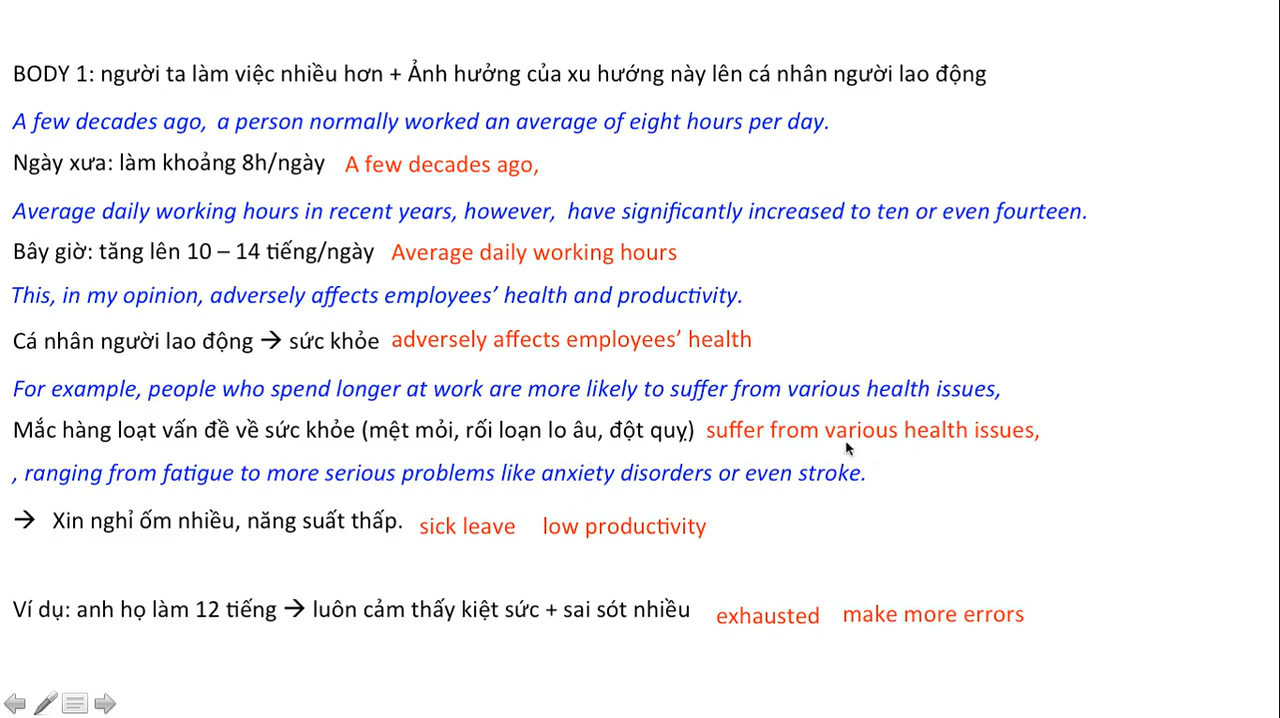 BODY 1: người ta làm việc nhiều hơn + Ảnh hưởng của xu hướng này lên cá nhân người lao động
A few decades ago, a person normally worked an average of eight hours per day.
Ngày xưa: làm khoảng 8h/ngày A few decades ago,
Average daily working hours in recent years, however, have significantly increased to ten or even fourteen.
Bây giờ: tăng lên 10 – 14 tiếng/ngày Average daily working hours
This, in my opinion, adversely affects employees’ health and productivity.
Cá nhân người lao động → sức khỏe adversely affects employees’ health
For example, people who spend longer at work are more likely to suffer from various health issues,
Mắc hàng loạt vấn đề về sức khỏe (mệt mỏi, rối loạn lo âu, đột quỵ) suffer from various health issues,
, ranging from fatigue to more serious problems like anxiety disorders or even stroke.
→ Xin nghỉ ốm nhiều, năng suất thấp. sick leave low productivity
Ví dụ: anh họ làm 12 tiếng → luôn cảm thấy kiệt sức + sai sót nhiều exhausted make more errors